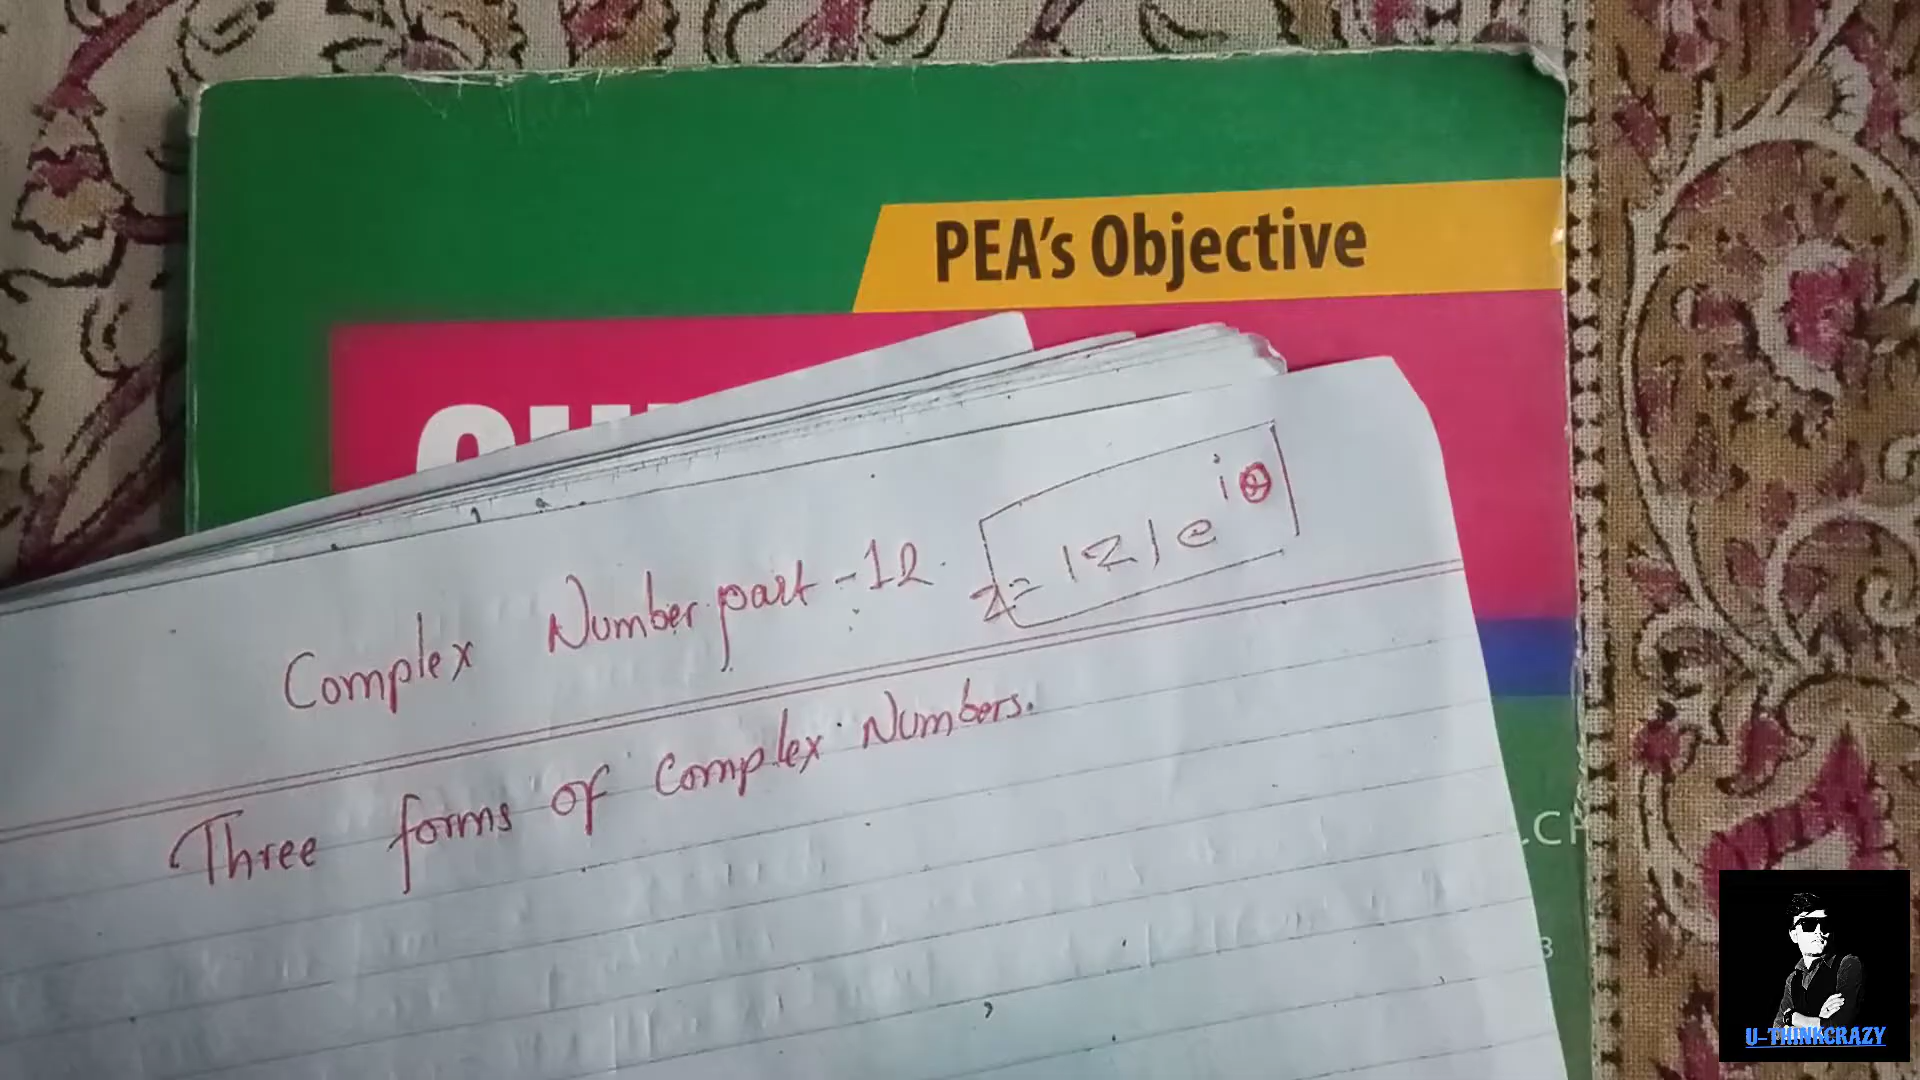 PEA's Objective
Complex Number part - 12.
z = |z| e^iθ
Three forms of Complex Numbers.
U-THINKCRAZY